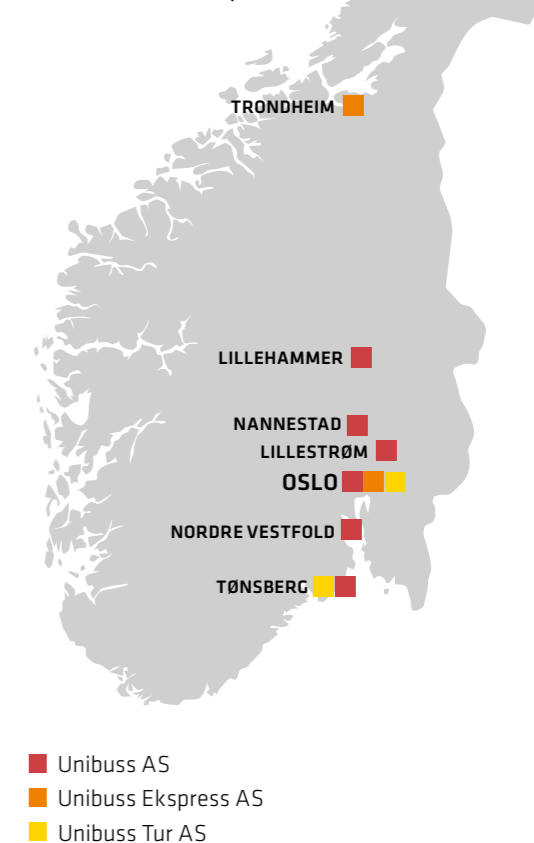 TRONDHEIM
LILLEHAMMER
NANNESTAD
LILLESTRØM
OSLO
NORDRE VESTFOLD
TØNSBERG
Unibuss AS
Unibuss Ekspress AS
Unibuss Tur AS